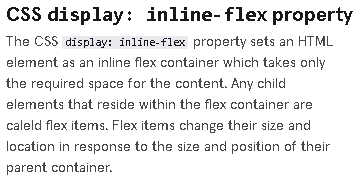 CSS display: inline-flex property
The CSS display: inline-flex property sets an HTML
element as an inline flex container which takes only
the required space for the content. Any child
elements that reside within the flex container are
caleld flex items. Flex items change their size and
location in response to the size and position of their
parent container.